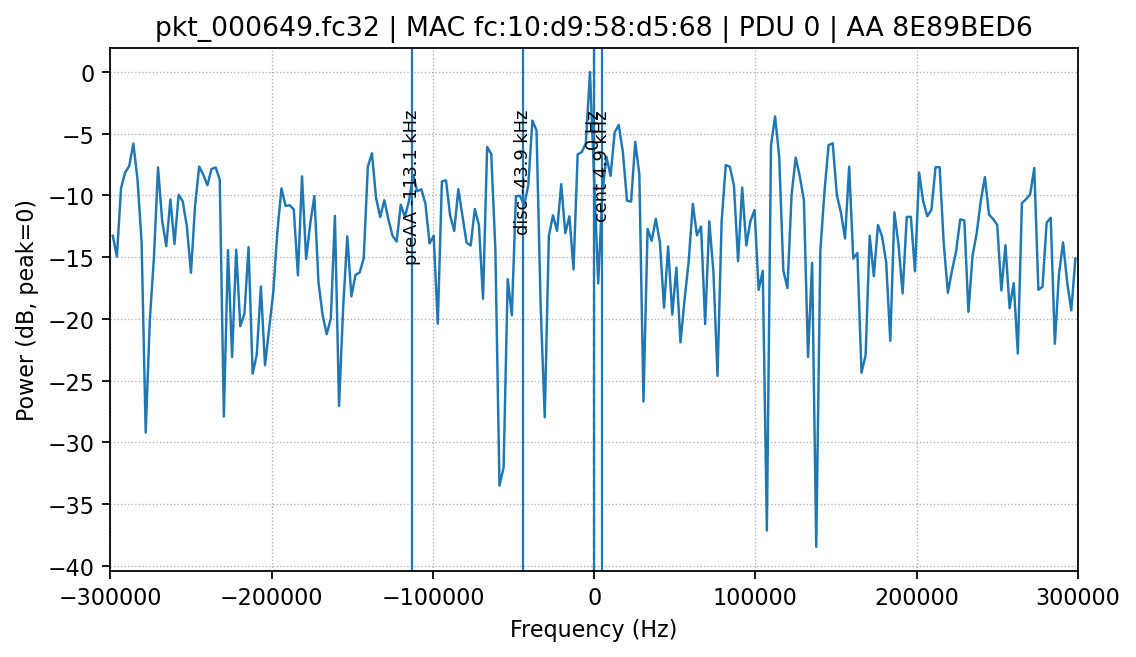 pkt_000649.fc32 | MAC fc:10:d9:58:d5:68 | PDU 0 | AA 8E89BED6
Power (dB, peak=0)
0
−5
−10
−15
−20
−25
−30
−35
−40
preAA -113.1 kHz
disc -43.9 kHz
0 Hz
cent 4.9 kHz
−300000
−200000
−100000
0
100000
200000
300000
Frequency (Hz)